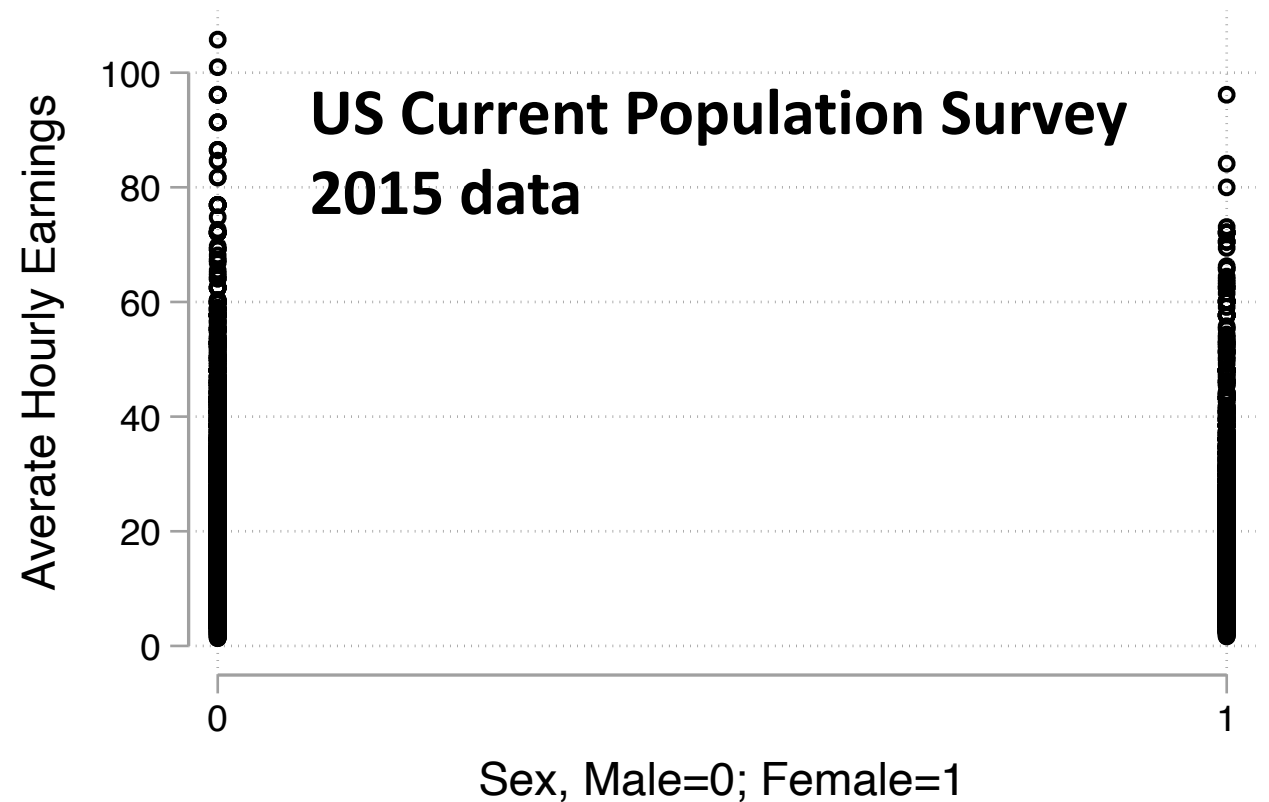 US Current Population Survey
2015 data
Averate Hourly Earnings
100
80
60
40
20
0
0 1
Sex, Male=0; Female=1